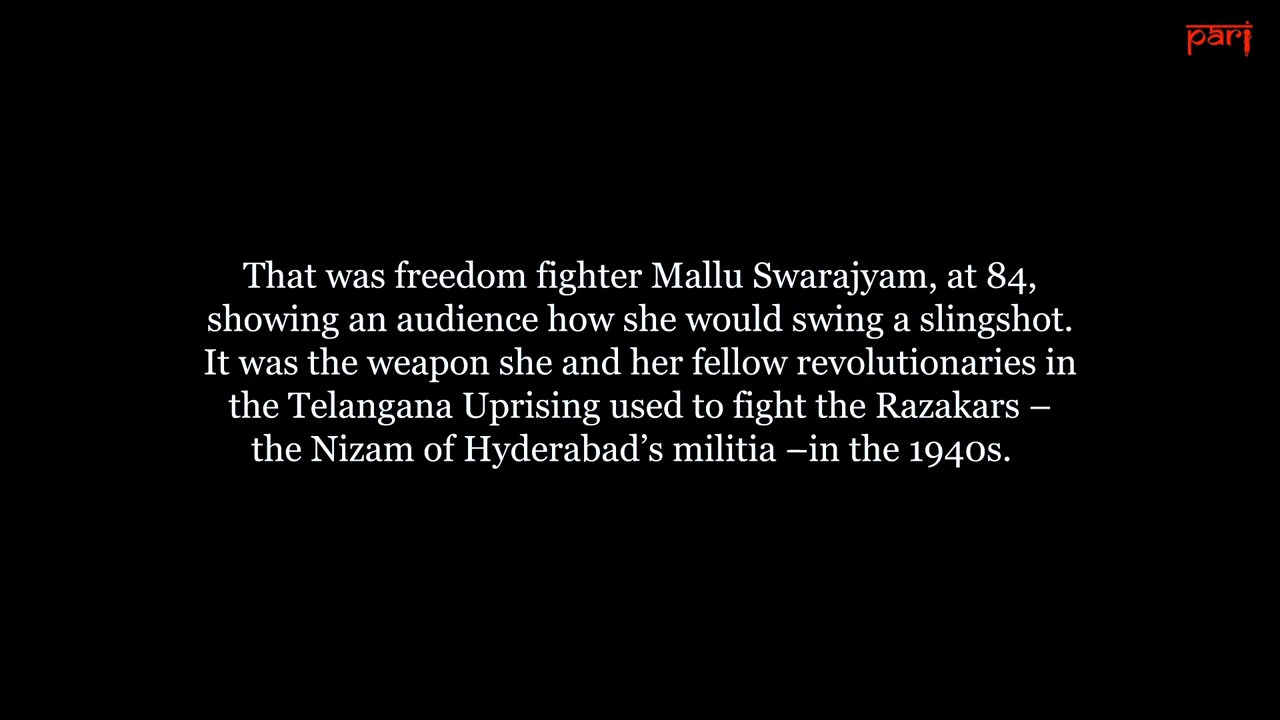 pari
That was freedom fighter Mallu Swarajyam, at 84,
showing an audience how she would swing a slingshot.
It was the weapon she and her fellow revolutionaries in
the Telangana Uprising used to fight the Razakars –
the Nizam of Hyderabad’s militia –in the 1940s.